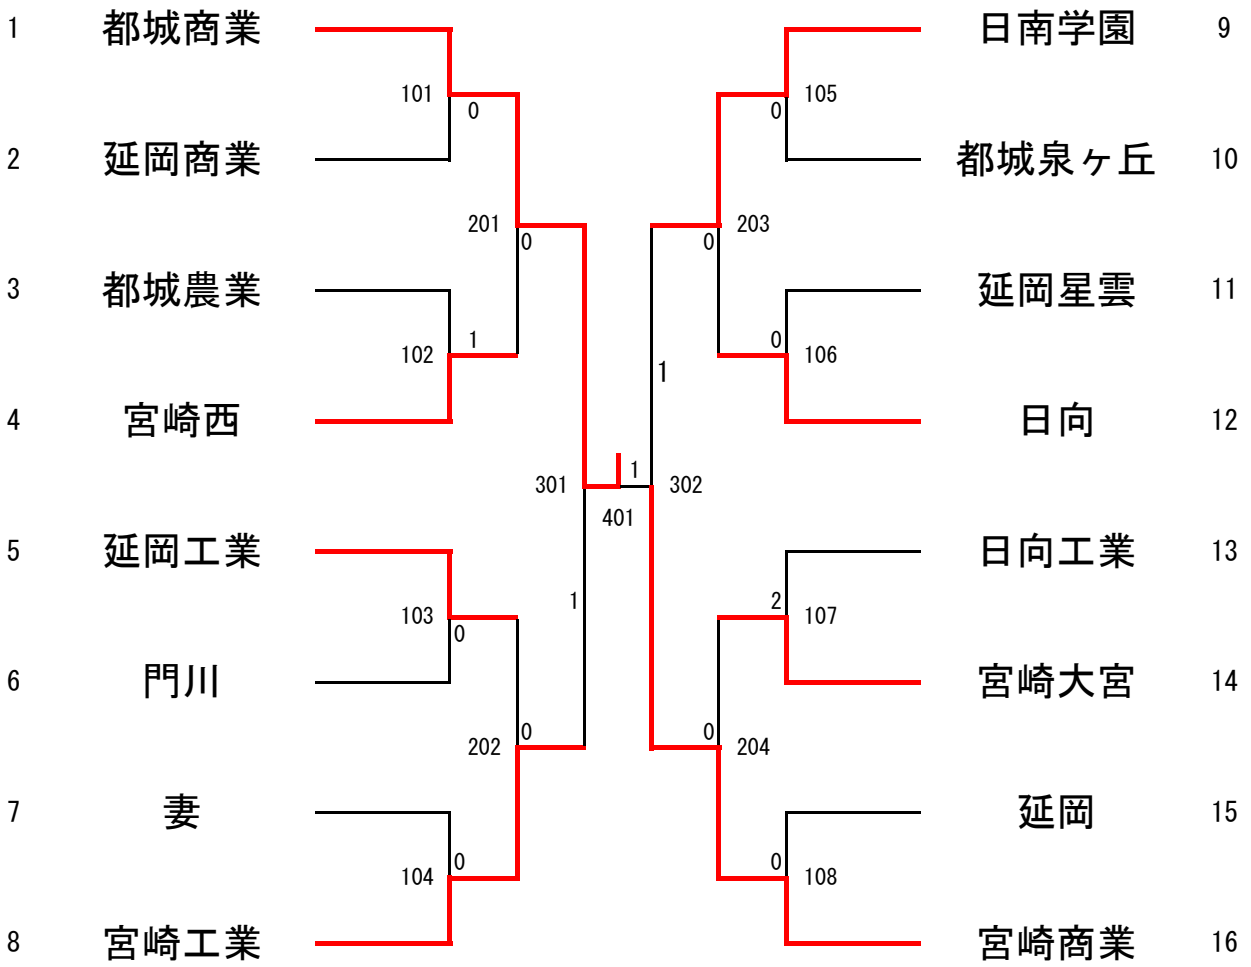 1 都城商業 日南学園 9
101 105
0 0
2 延岡商業 都城泉ヶ丘 10
201 203
0 0
3 都城農業 延岡星雲 11
1 0
102 106
1
4 宮崎西 日向 12
1
301 302
401
5 延岡工業 日向工業 13
1 2
103 107
0
6 門川 宮崎大宮 14
0 0
202 204
7 妻 延岡 15
0 0
104 108
8 宮崎工業 宮崎商業 16